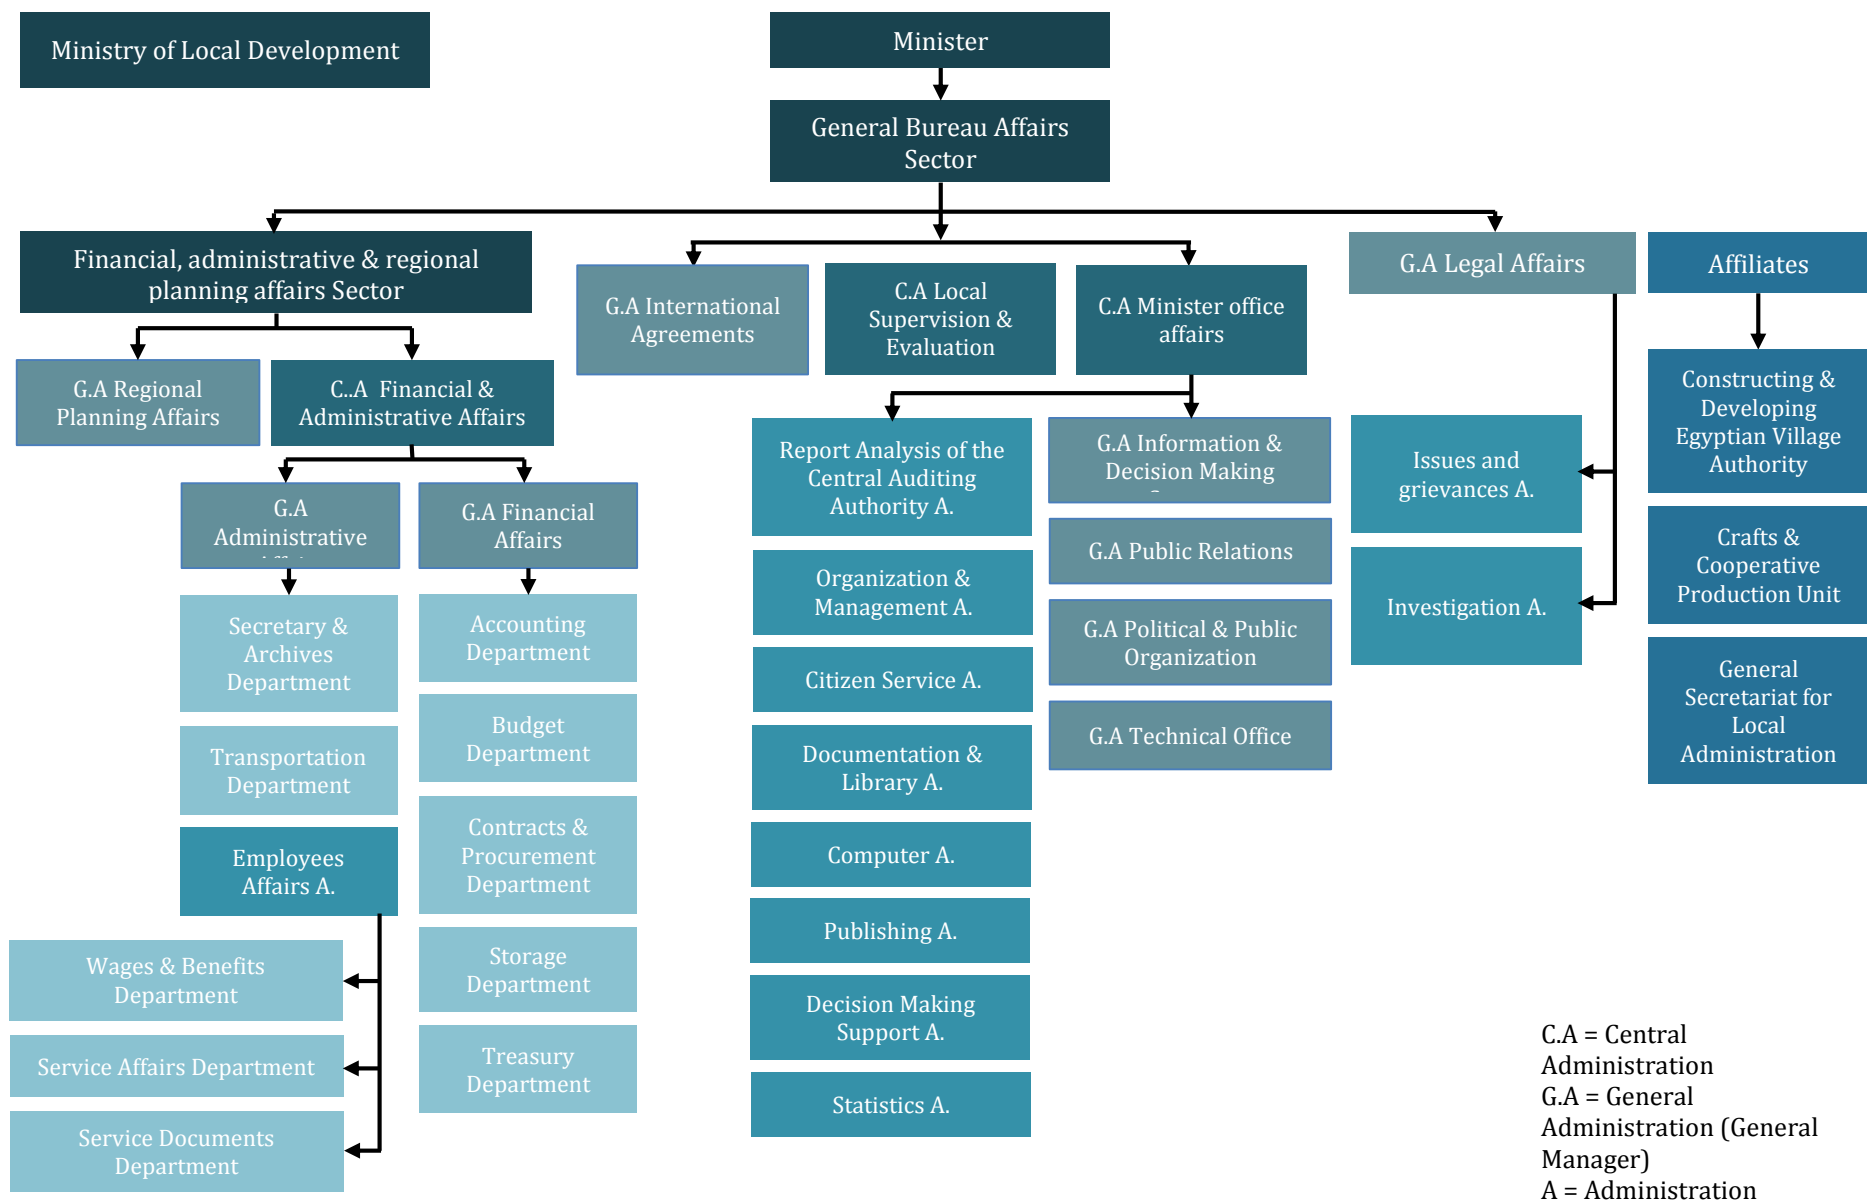 Ministry of Local Development
Minister
General Bureau Affairs
Sector
Financial, administrative & regional
planning affairs Sector
G.A International
Agreements
C.A Local
Supervision &
Evaluation
C.A Minister office
affairs
G.A Legal Affairs
Affiliates
G.A Regional
Planning Affairs
C..A  Financial &
Administrative Affairs
G.A
Administrative
G.A Financial
Affairs
Secretary &
Archives
Department
Transportation
Department
Employees
Affairs A.
Wages & Benefits
Department
Service Affairs Department
Service Documents
Department
Accounting
Department
Budget
Department
Contracts &
Procurement
Department
Storage
Department
Treasury
Department
Report Analysis of the
Central Auditing
Authority A.
Organization &
Management A.
Citizen Service A.
Documentation &
Library A.
Computer A.
Publishing A.
Decision Making
Support A.
Statistics A.
G.A Information &
Decision Making
G.A Public Relations
G.A Political & Public
Organization
G.A Technical Office
Issues and
grievances A.
Investigation A.
Constructing &
Developing
Egyptian Village
Authority
Crafts &
Cooperative
Production Unit
General
Secretariat for
Local
Administration
C.A = Central
Administration
G.A = General
Administration (General
Manager)
A = Administration